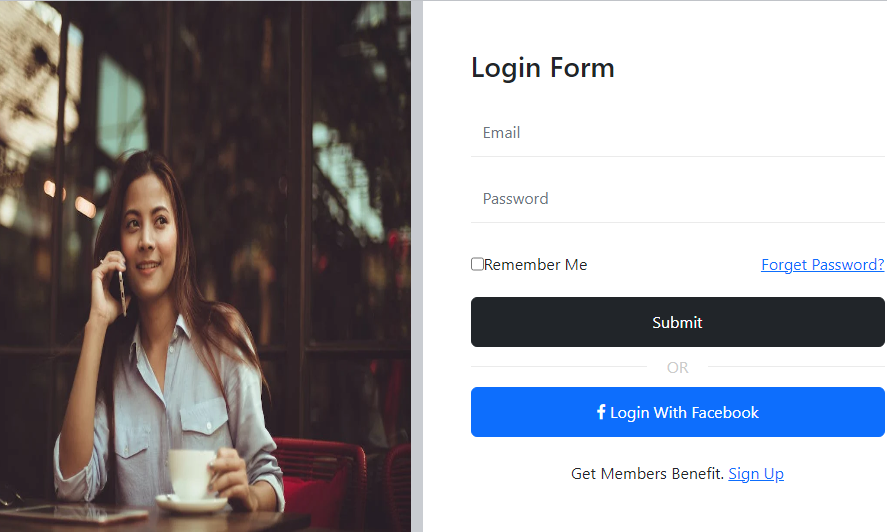 Login Form
Email
Password
Remember Me Forget Password?
Submit
OR
Login With Facebook
Get Members Benefit. Sign Up